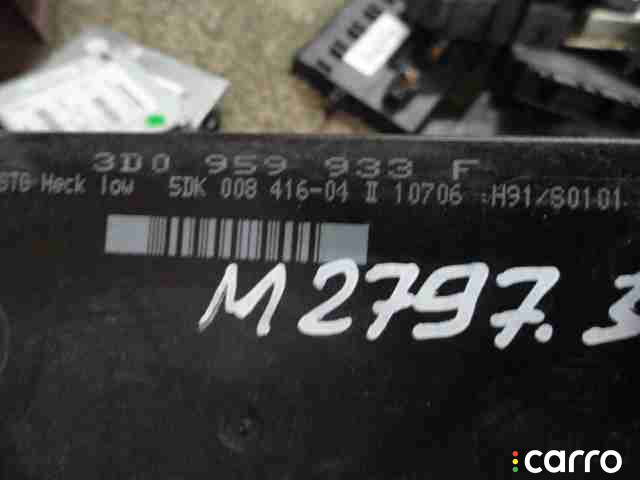 3D0 959 933 F
STG Heck low 5DK 008 416-04 II 10706 H91/80101
M2797.3
carro